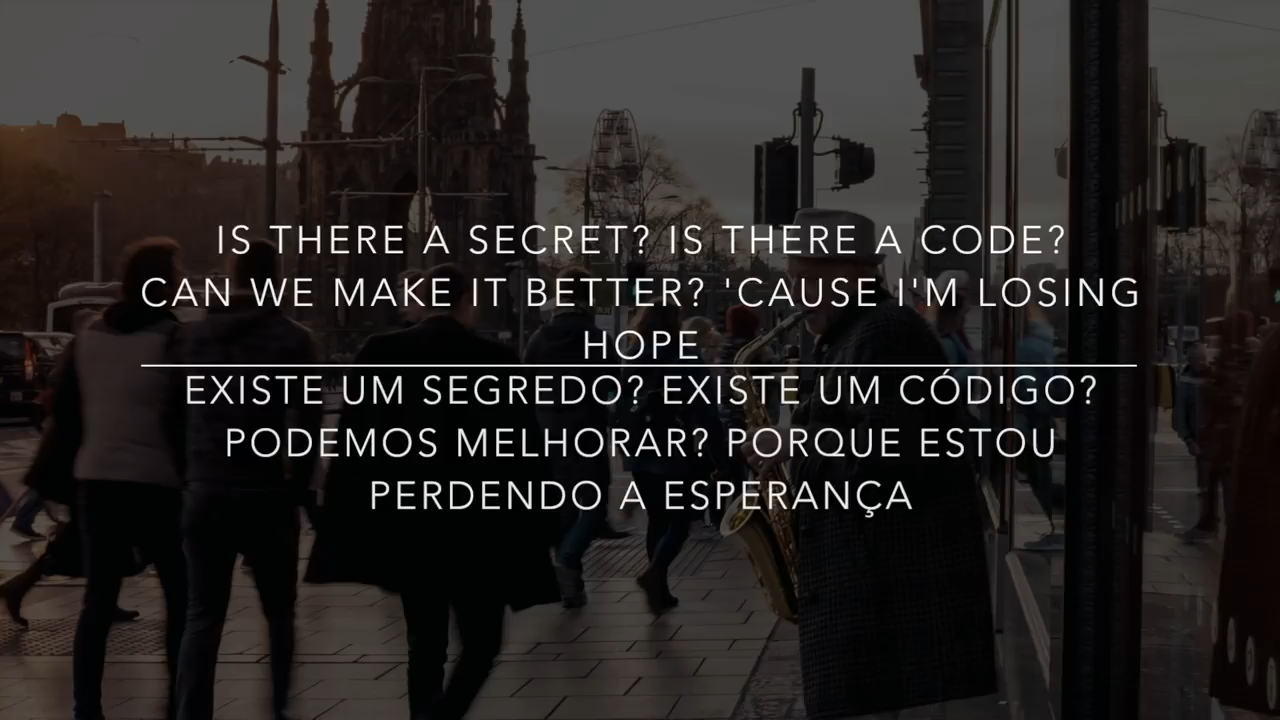 IS THERE A SECRET? IS THERE A CODE?
CAN WE MAKE IT BETTER? 'CAUSE I'M LOSING
HOPE
EXISTE UM SEGREDO? EXISTE UM CÓDIGO?
PODEMOS MELHORAR? PORQUE ESTOU
PERDENDO A ESPERANÇA